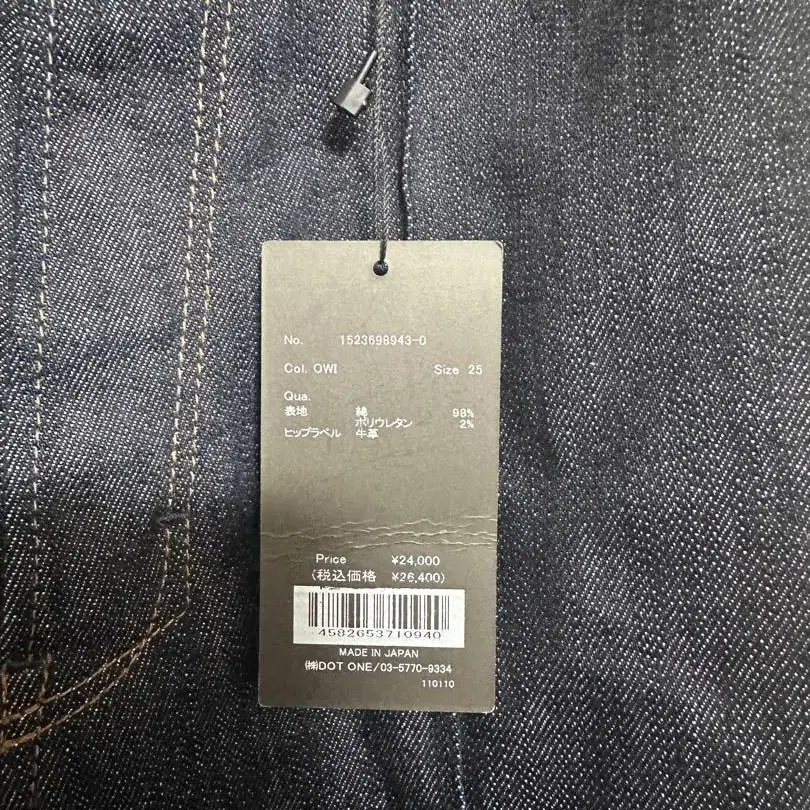 No. 1523698943-0
Col. OWI Size 25
Qua.
表地 綿 98%
ポリウレタン 2%
ヒップラベル 牛革
Price ¥24,000
(税込価格 ¥26,400)
4582653710940
MADE IN JAPAN
㈱DOT ONE/03-5770-9334
110110